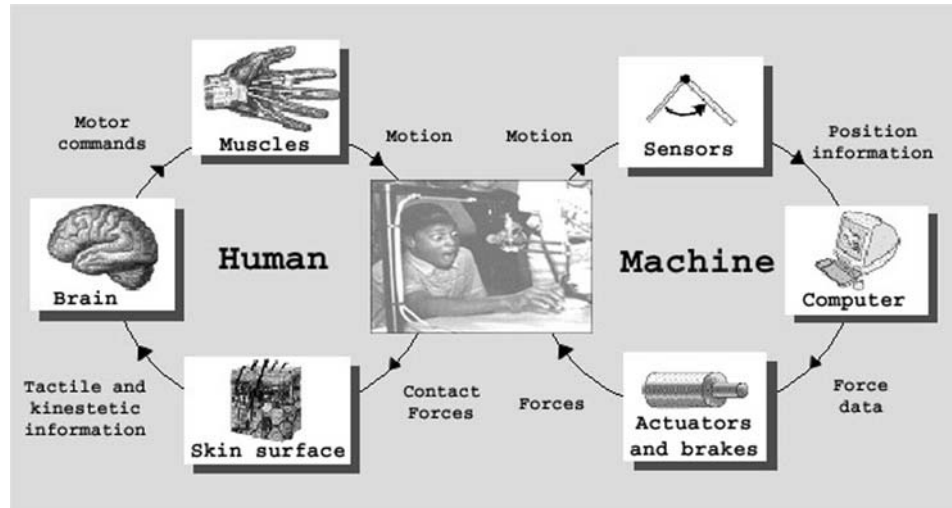 Motor
commands
Muscles
Motion
Motion
Sensors
Position
information
Brain
Human
Machine
Computer
Tactile and
kinestetic
information
Skin surface
Contact
Forces
Forces
Actuators
and brakes
Force
data